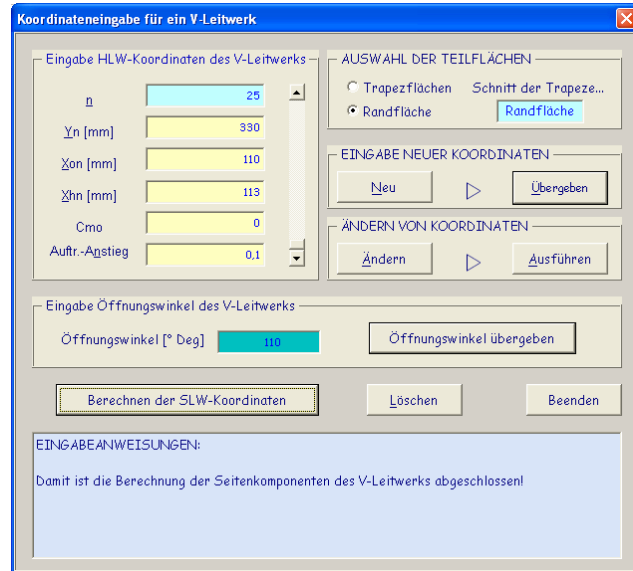 Koordinateneingabe für ein V-Leitwerk
Eingabe HLW-Koordinaten des V-Leitwerks
n 25
Yn [mm] 330
Xon [mm] 110
Xhn [mm] 113
Cmo 0
Auftr.-Anstieg 0,1
AUSWAHL DER TEILFLÄCHEN
Trapezflächen Schnitt der Trapeze...
Randfläche Randfläche
EINGABE NEUER KOORDINATEN
Neu Übergeben
ÄNDERN VON KOORDINATEN
Ändern Ausführen
Eingabe Öffnungswinkel des V-Leitwerks
Öffnungswinkel [° Deg] 110 Öffnungswinkel übergeben
Berechnen der SLW-Koordinaten Löschen Beenden
EINGABEANWEISUNGEN:
Damit ist die Berechnung der Seitenkomponenten des V-Leitwerks abgeschlossen!